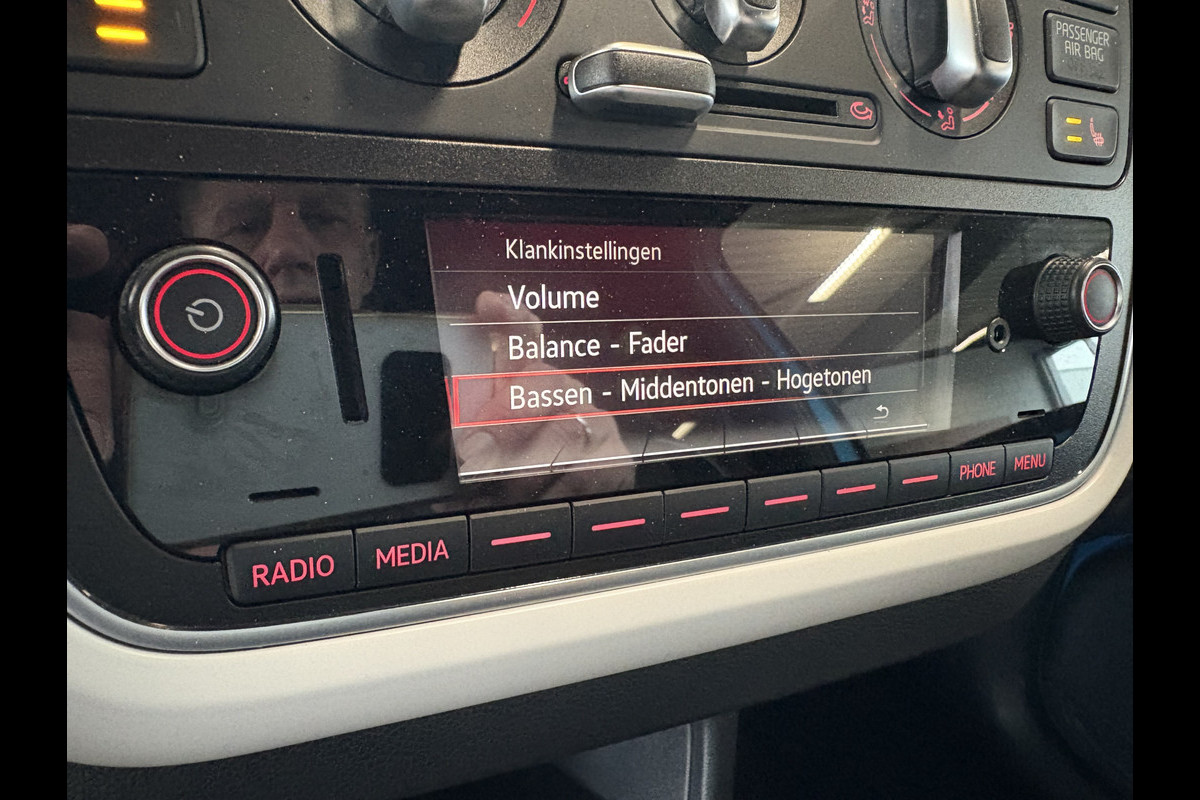 PASSENGER
AIR BAG
Klankinstellingen
Volume
Balance - Fader
Bassen - Middentonen - Hogetonen
RADIO
MEDIA
PHONE
MENU